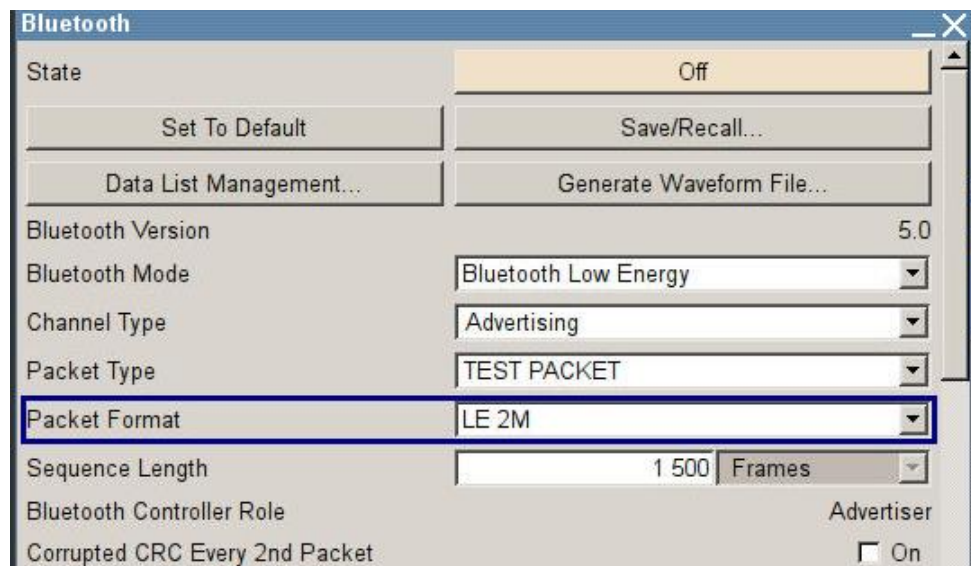 Bluetooth
State Off
Set To Default Save/Recall...
Data List Management... Generate Waveform File...
Bluetooth Version 5.0
Bluetooth Mode Bluetooth Low Energy
Channel Type Advertising
Packet Type TEST PACKET
Packet Format LE 2M
Sequence Length 1 500 Frames
Bluetooth Controller Role Advertiser
Corrupted CRC Every 2nd Packet On